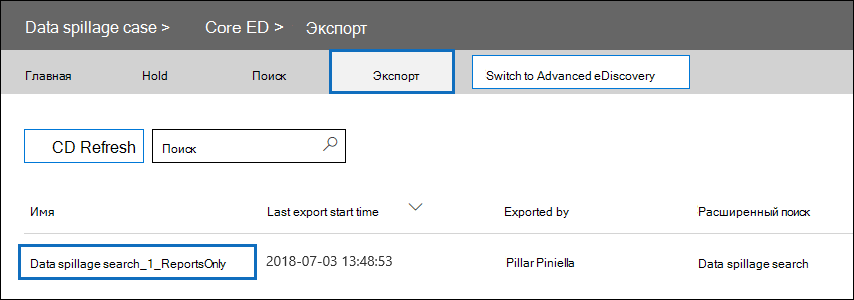 Data spillage case > Core ED > Экспорт
Главная Hold Поиск Экспорт Switch to Advanced eDiscovery
CD Refresh Поиск
Имя Last export start time Exported by Расширенный поиск
Data spillage search_1_ReportsOnly 2018-07-03 13:48:53 Pillar Piniella Data spillage search